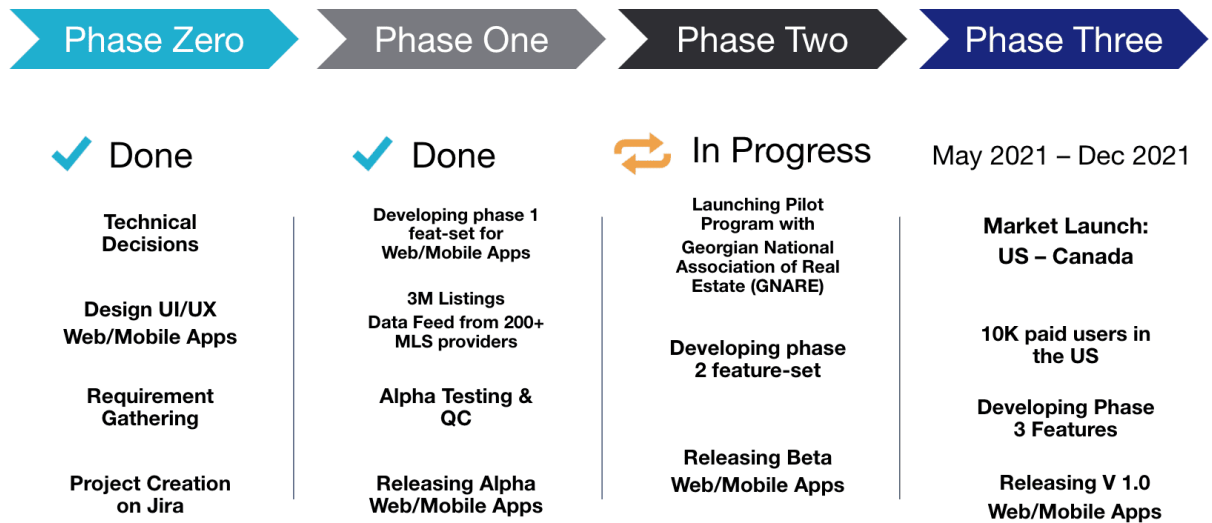 Phase Zero
Phase One
Phase Two
Phase Three
Done
Done
In Progress
May 2021 – Dec 2021
Technical
Decisions
Design UI/UX
Web/Mobile Apps
Requirement
Gathering
Project Creation
on Jira
Developing phase 1
feat-set for
Web/Mobile Apps
3M Listings
Data Feed from 200+
MLS providers
Alpha Testing &
QC
Releasing Alpha
Web/Mobile Apps
Launching Pilot
Program with
Georgian National
Association of Real
Estate (GNARE)
Developing phase
2 feature-set
Releasing Beta
Web/Mobile Apps
Market Launch:
US – Canada
10K paid users in
the US
Developing Phase
3 Features
Releasing V 1.0
Web/Mobile Apps